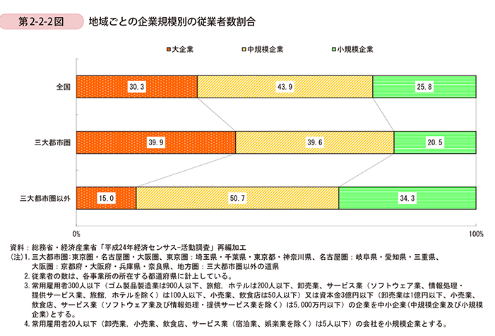 第2-2-2図 地域ごとの企業規模別の従業者数割合
大企業 中規模企業 小規模企業
全国 30.3 43.9 25.8
三大都市圏 39.9 39.6 20.5
三大都市圏以外 15.0 50.7 34.3
0% 100%
資料:総務省・経済産業省「平成24年経済センサス-活動調査」再編加工
(注)1. 三大都市圏:東京圏・名古屋圏・大阪圏、東京圏:埼玉県・千葉県・東京都・神奈川県、名古屋圏:岐阜県・愛知県・三重県、
大阪圏:京都府・大阪府・兵庫県・奈良県、地方圏:三大都市圏以外の道県
2. 従業者の数は、各事業所の所在する都道府県に計上している。
3. 常用雇用者300人以下(ゴム製品製造業は900人以下、旅館、ホテルは200人以下、卸売業、サービス業(ソフトウェア業、情報処理・
提供サービス業、旅館、ホテルを除く)は100人以下、小売業、飲食店は50人以下)又は資本金3億円以下(卸売業は1億円以下、小売業、
飲食店、サービス業(ソフトウェア業及び情報処理・提供サービス業を除く)は5,000万円以下)の企業を中小企業(中規模企業及び小規模企
業)とする。
4. 常用雇用者20人以下(卸売業、小売業、飲食店、サービス業(宿泊業、娯楽業を除く)は5人以下)の会社を小規模企業とする。